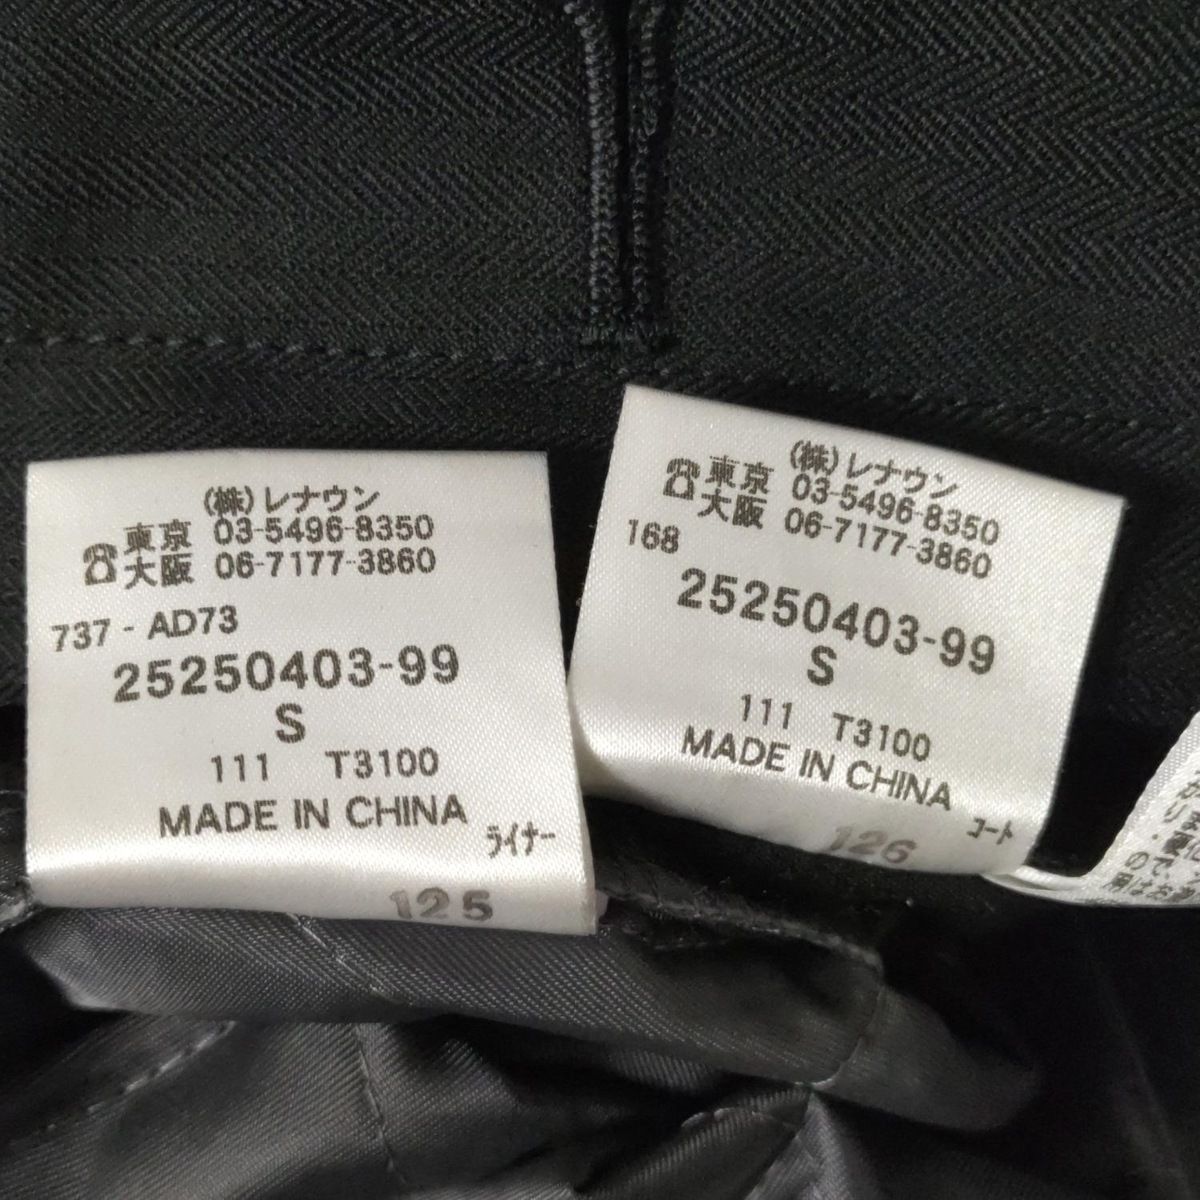 (株)レナウン
☎東京 03-5496-8350
大阪 06-7177-3860
737 - AD73
25250403-99
S
111 T3100
MADE IN CHINA
ライナー
125
(株)レナウン
☎東京 03-5496-8350
大阪 06-7177-3860
168
25250403-99
S
111 T3100
MADE IN CHINA
コート
126